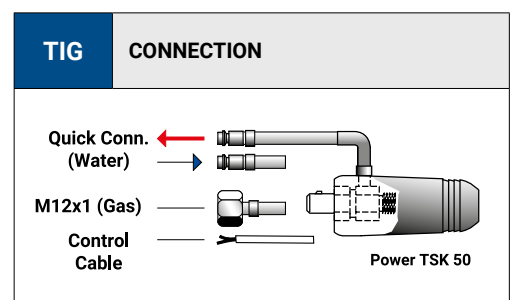 TIG
CONNECTION
Quick Conn.
(Water)
M12x1 (Gas)
Control
Cable
Power TSK 50